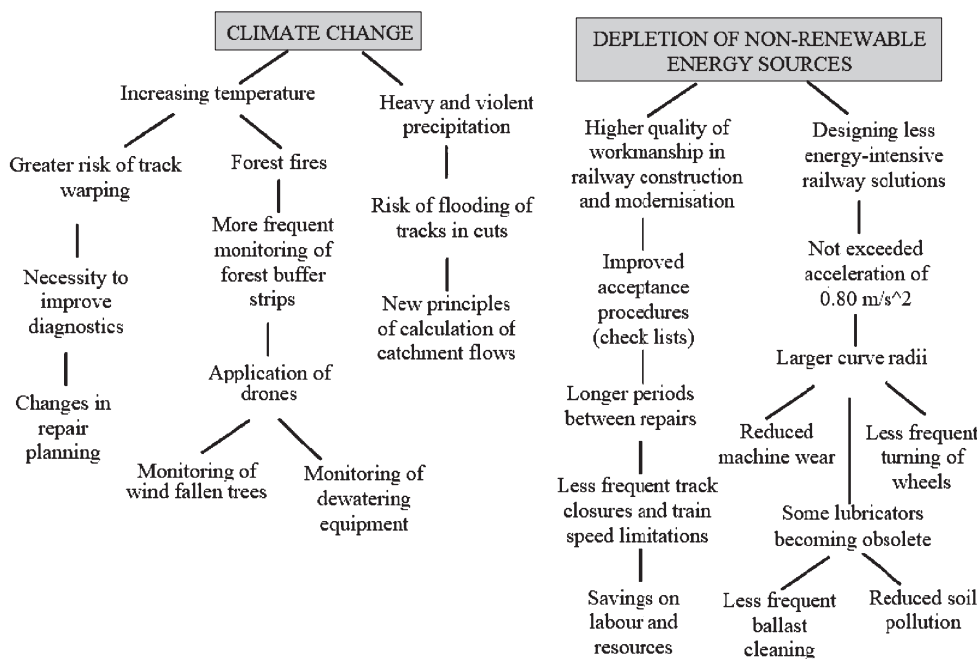 CLIMATE CHANGE
Increasing temperature
Greater risk of track
warping
Necessity to
improve
diagnostics
Changes in
repair
planning
Forest fires
More frequent
monitoring of
forest buffer
strips
Application of
drones
Monitoring of
wind fallen trees
Monitoring of
dewatering
equipment
Heavy and violent
precipitation
Risk of flooding of
tracks in cuts
New principles
of calculation of
catchment flows
DEPLETION OF NON-RENEWABLE
ENERGY SOURCES
Higher quality of
workmanship in
railway construction
and modernisation
Improved
acceptance
procedures
(check lists)
Longer periods
between repairs
Less frequent track
closures and train
speed limitations
Savings on
labour and
resources
Designing less
energy-intensive
railway solutions
Not exceeded
acceleration of
0.80 m/s^2
Larger curve radii
Reduced
machine wear
Less frequent
turning of
wheels
Some lubricators
becoming obsolete
Less frequent
ballast
cleaning
Reduced soil
pollution